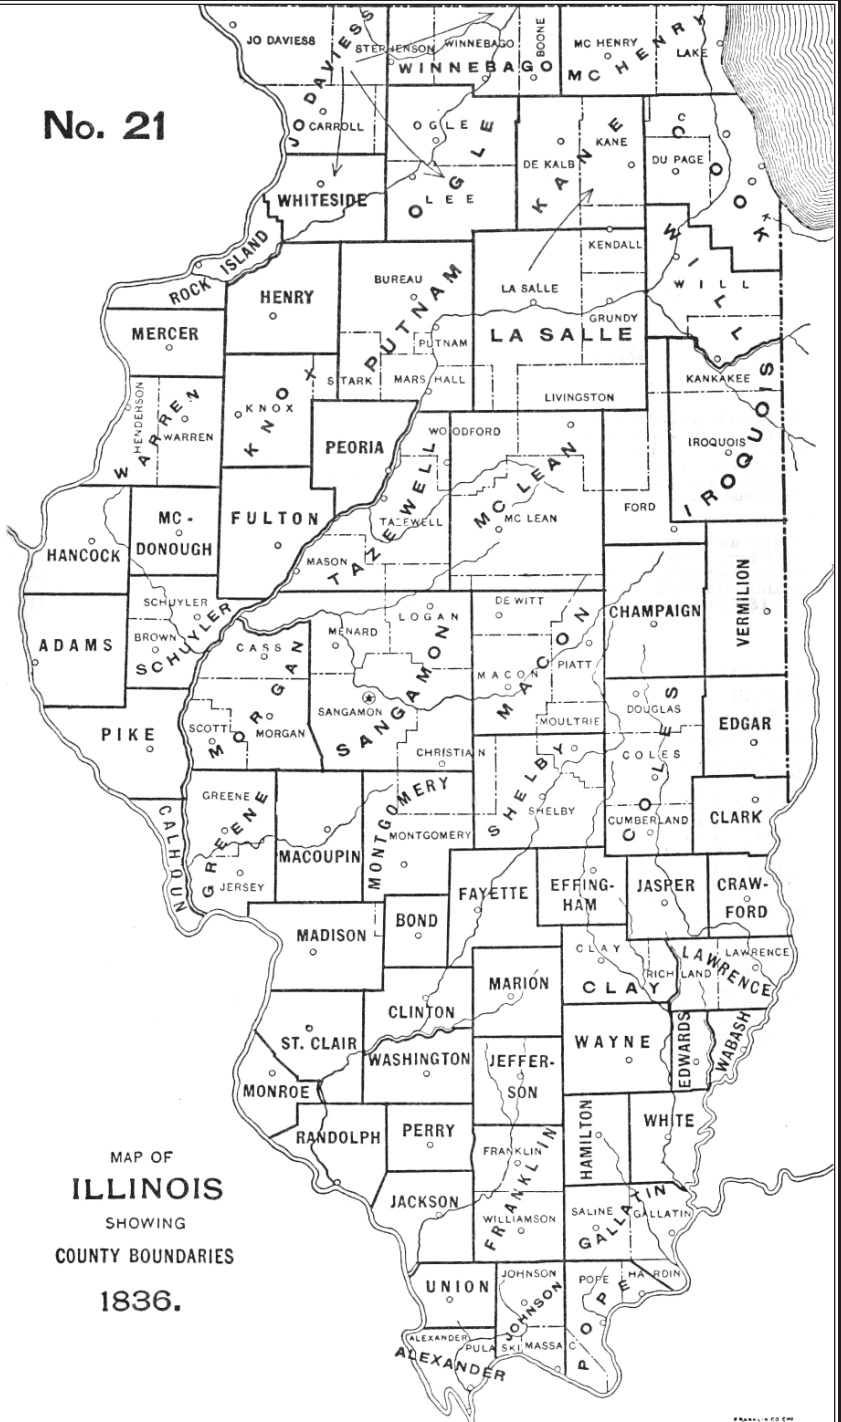 JO DAVIESS
STEPHENSON
WINNEBAGO
BOONE
MC HENRY
LAKE
JO DAVIESS
WINNEBAGO
MC HENRY
No. 21
CARROLL
OGLEE
OGLE
LEE
DE KALB
KANE
KANE
DU PAGE
COOK
WHITESIDE
ROCK ISLAND
KENDALL
WILL
WILL
HENRY
BUREAU
PUTNAM
LA SALLE
GRUNDY
LA SALLE
MERCER
PUTNAM
KANKAKEE
STARK
MARSHALL
LIVINGSTON
HENDERSON
WARREN
WARREN
KNOX
KNOX
PEORIA
WOODFORD
IROQUOIS
IROQUOIS
FORD
TAZEWELL
TAZEWELL
MC LEAN
MC LEAN
HANCOCK
MC-
DONOUGH
FULTON
MASON
ADAMS
SCHUYLER
BROWN
SCHUYLER
CASS
MENARD
LOGAN
DE WITT
CHAMPAIGN
VERMILION
SANGAMON
SANGAMON
MACON
MACON
PIATT
PIKE
SCOTT
MORGAN
MORGAN
CHRISTIAN
MOULTRIE
DOUGLAS
COLES
COLES
EDGAR
CALHOUN
GREENE
GREENE
JERSEY
MACOUPIN
MONTGOMERY
MONTGOMERY
SHELBY
SHELBY
CUMBERLAND
CLARK
MADISON
BOND
FAYETTE
EFFING-
HAM
JASPER
CRAW-
FORD
CLAY
CLAY
RICHLAND
LAWRENCE
LAWRENCE
CLINTON
MARION
ST. CLAIR
WASHINGTON
JEFFER-
SON
WAYNE
EDWARDS
WABASH
MONROE
RANDOLPH
PERRY
HAMILTON
WHITE
FRANKLIN
FRANKLIN
WILLIAMSON
JACKSON
SALINE
GALLATIN
GALLATIN
UNION
JOHNSON
JOHNSON
POPE
POPE
HARDIN
ALEXANDER
PULASKI
MASSAC
ALEXANDER
MAP OF
ILLINOIS
SHOWING
COUNTY BOUNDARIES
1836.